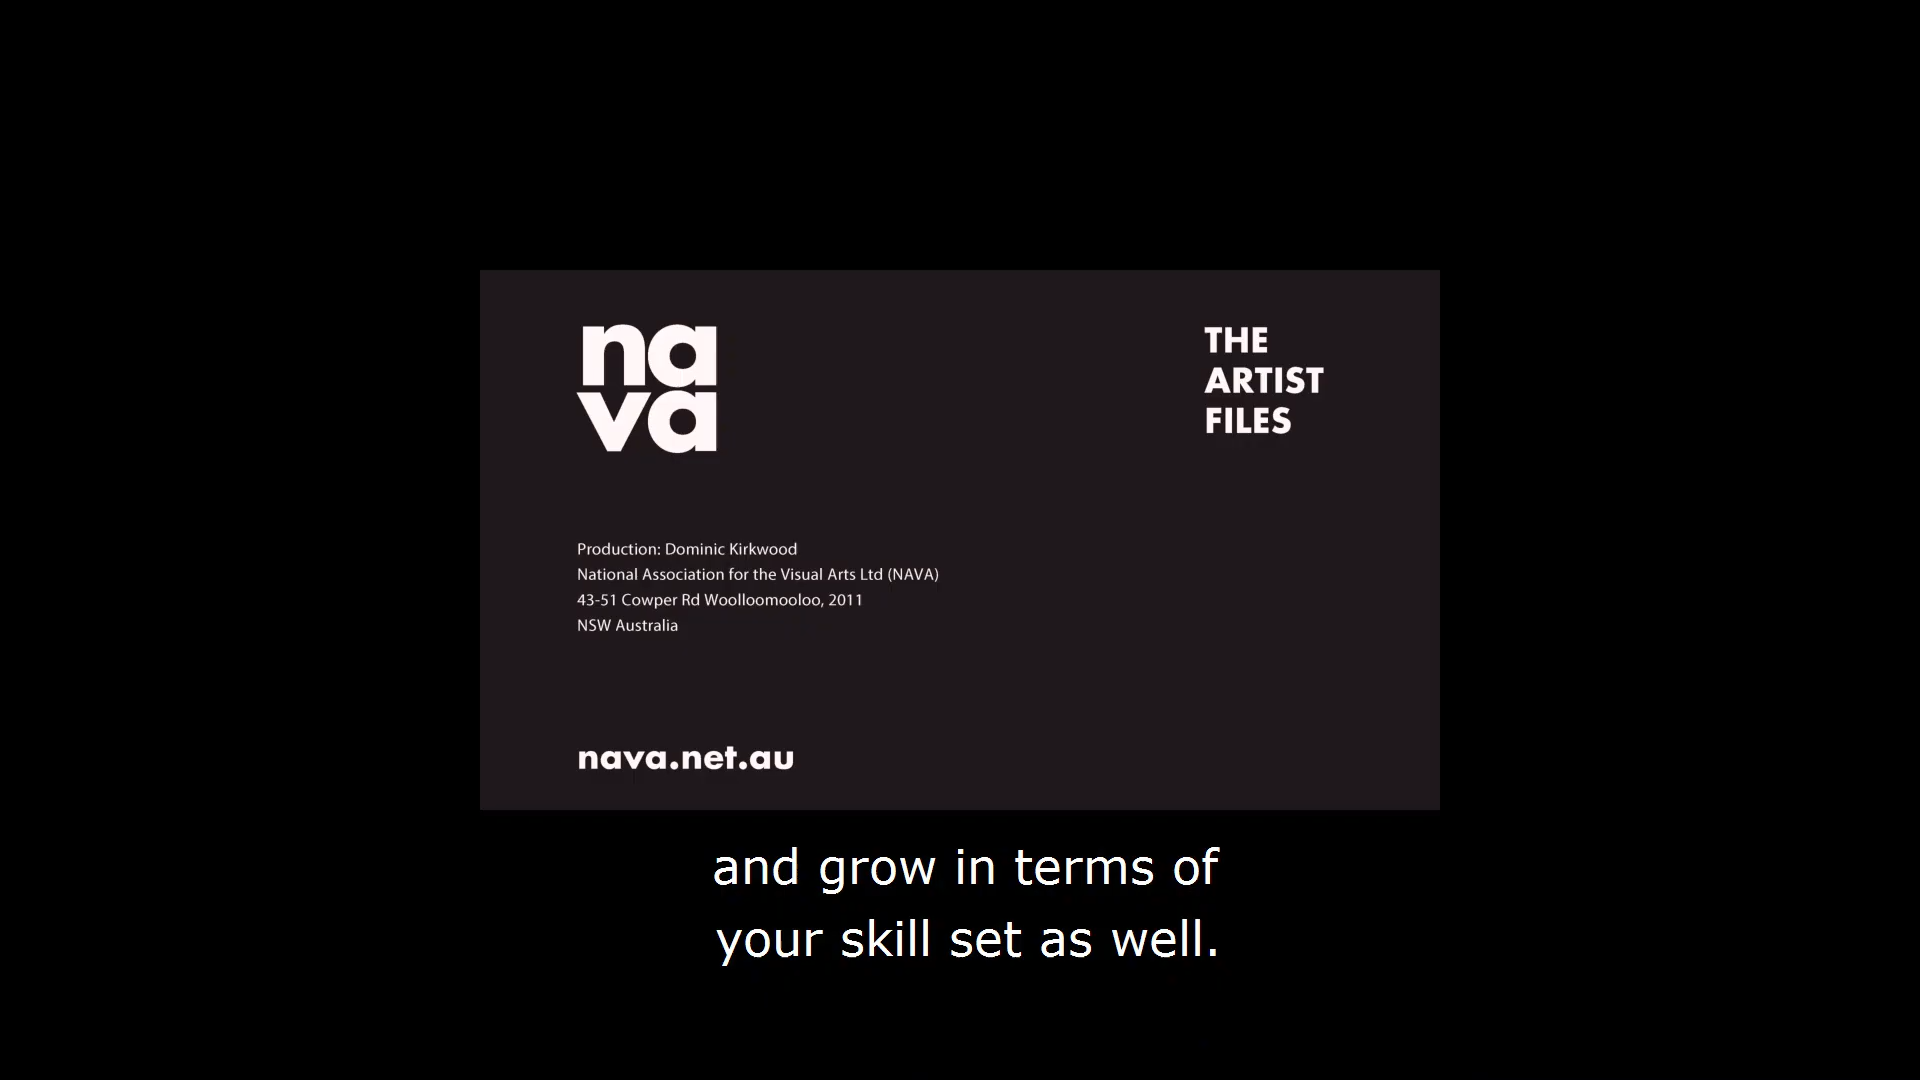 na
va
THE
ARTIST
FILES
Production: Dominic Kirkwood
National Association for the Visual Arts Ltd (NAVA)
43-51 Cowper Rd Woolloomooloo, 2011
NSW Australia
nava.net.au
and grow in terms of
your skill set as well.